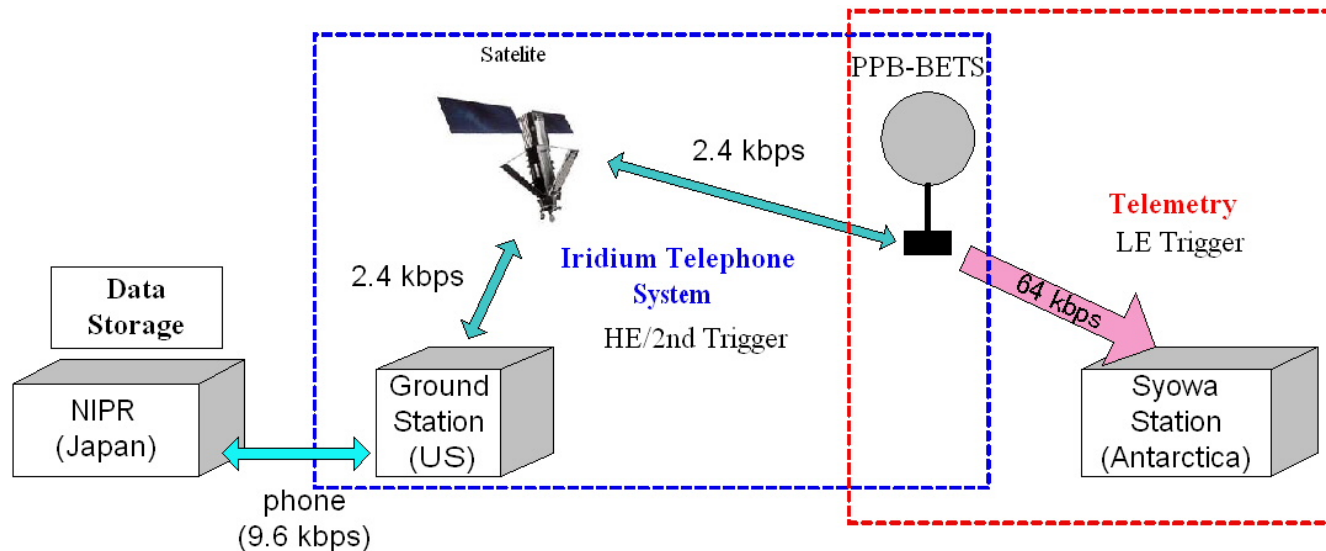 Satelite
PPB-BETS
2.4 kbps
Telemetry
LE Trigger
2.4 kbps
Iridium Telephone
System
HE/2nd Trigger
64 kbps
Data
Storage
NIPR
(Japan)
Ground
Station
(US)
Syowa
Station
(Antarctica)
phone
(9.6 kbps)